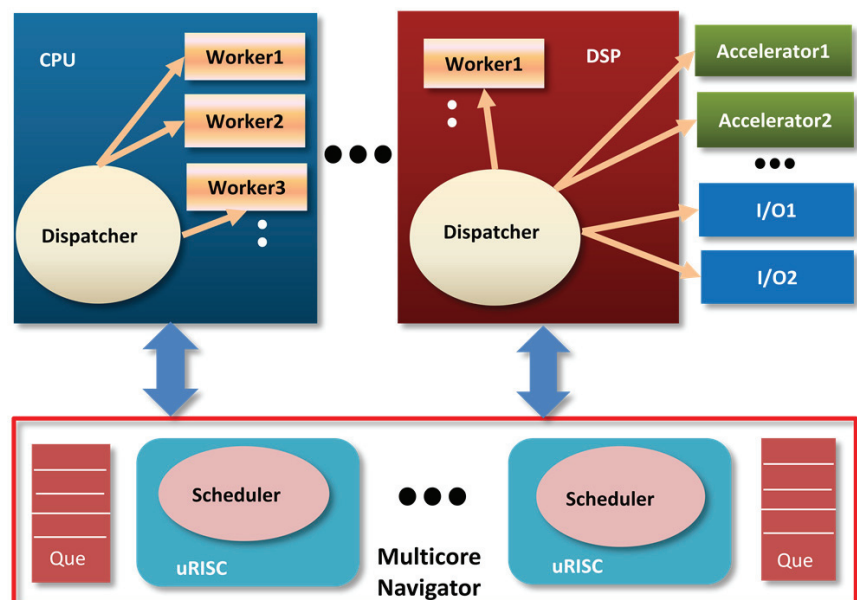 CPU
Worker1
Worker2
Worker3
Dispatcher
Worker1
DSP
Dispatcher
Accelerator1
Accelerator2
I/O1
I/O2
Que
Scheduler
uRISC
Multicore
Navigator
Scheduler
uRISC
Que